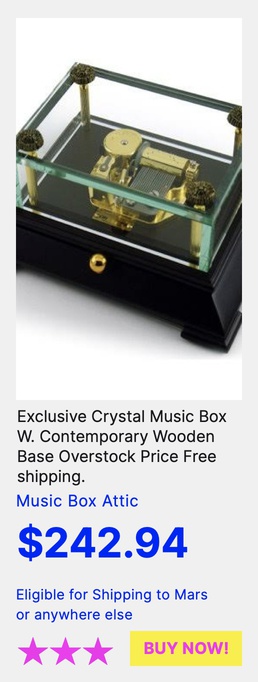 Exclusive Crystal Music Box
W. Contemporary Wooden
Base Overstock Price Free
shipping.
Music Box Attic
$242.94
Eligible for Shipping to Mars
or anywhere else
BUY NOW!